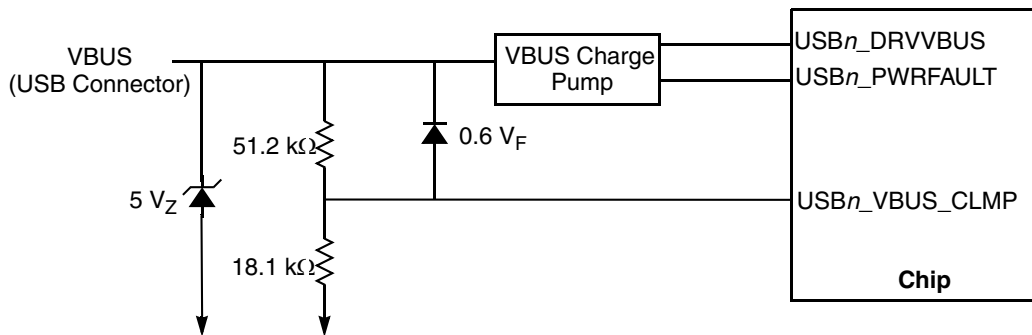 VBUS
(USB Connector)
VBUS Charge
Pump
USBn_DRVVBUS
USBn_PWRFAULT
51.2 kΩ
0.6 VF
5 VZ
USBn_VBUS_CLMP
18.1 kΩ
Chip